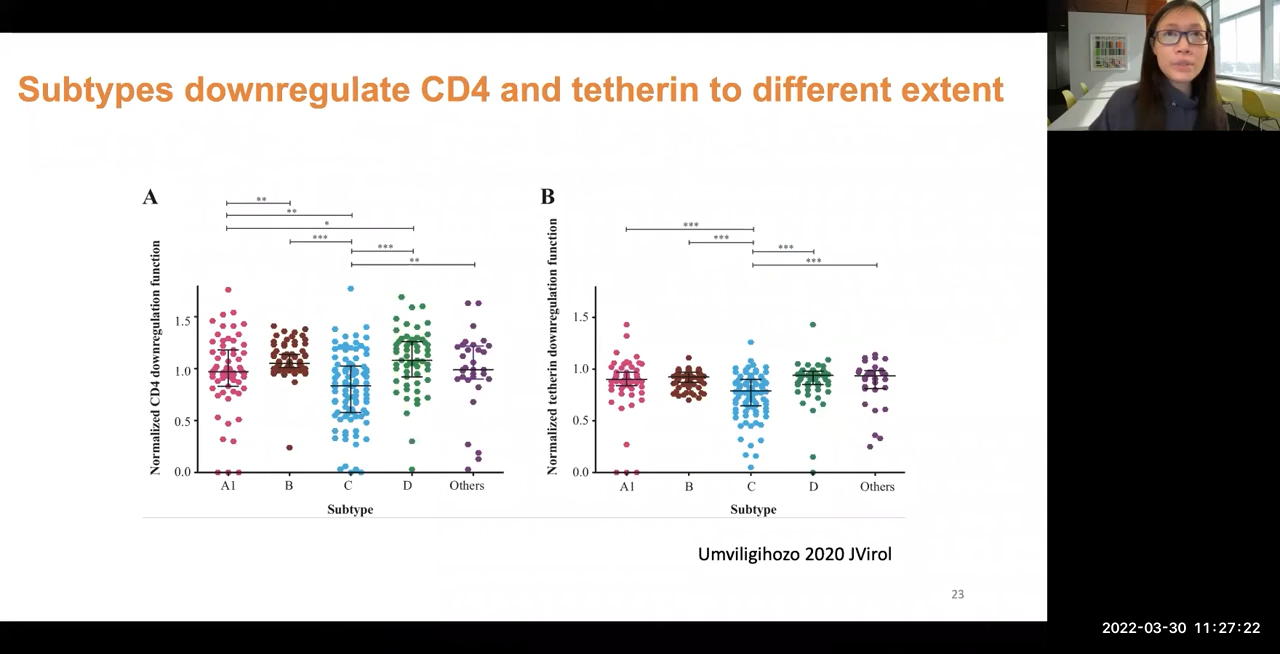 Subtypes downregulate CD4 and tetherin to different extent
A
**
**
*
***
***
**
Normalized CD4 downregulation function
1.5
1.0
0.5
0.0
A1 B C D Others
Subtype
B
***
***
***
***
Normalized tetherin downregulation function
1.5
1.0
0.5
0.0
A1 B C D Others
Subtype
Umviligihozo 2020 JVirol
23
2022-03-30 11:27:22